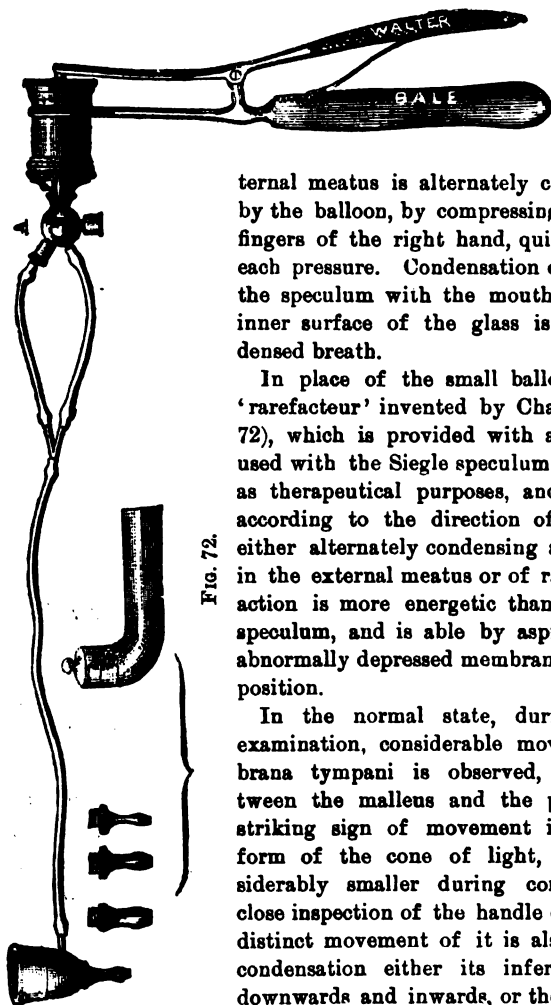 WALTER
BALE
A
B
ternal meatus is alternately c
by the balloon, by compressing
fingers of the right hand, qui
each pressure. Condensation o
the speculum with the mouth
inner surface of the glass is
densed breath.
In place of the small ballo
‘rarefacteur’ invented by Cha
72), which is provided with a
used with the Siegle speculum
as therapeutical purposes, and
according to the direction of
either alternately condensing a
in the external meatus or of ra
action is more energetic than
speculum, and is able by asp
abnormally depressed membran
position.
In the normal state, dur
examination, considerable mov
brana tympani is observed,
tween the malleus and the p
striking sign of movement i
form of the cone of light,
siderably smaller during con
close inspection of the handle o
distinct movement of it is als
condensation either its infer
downwards and inwards, or the
FIG. 72.